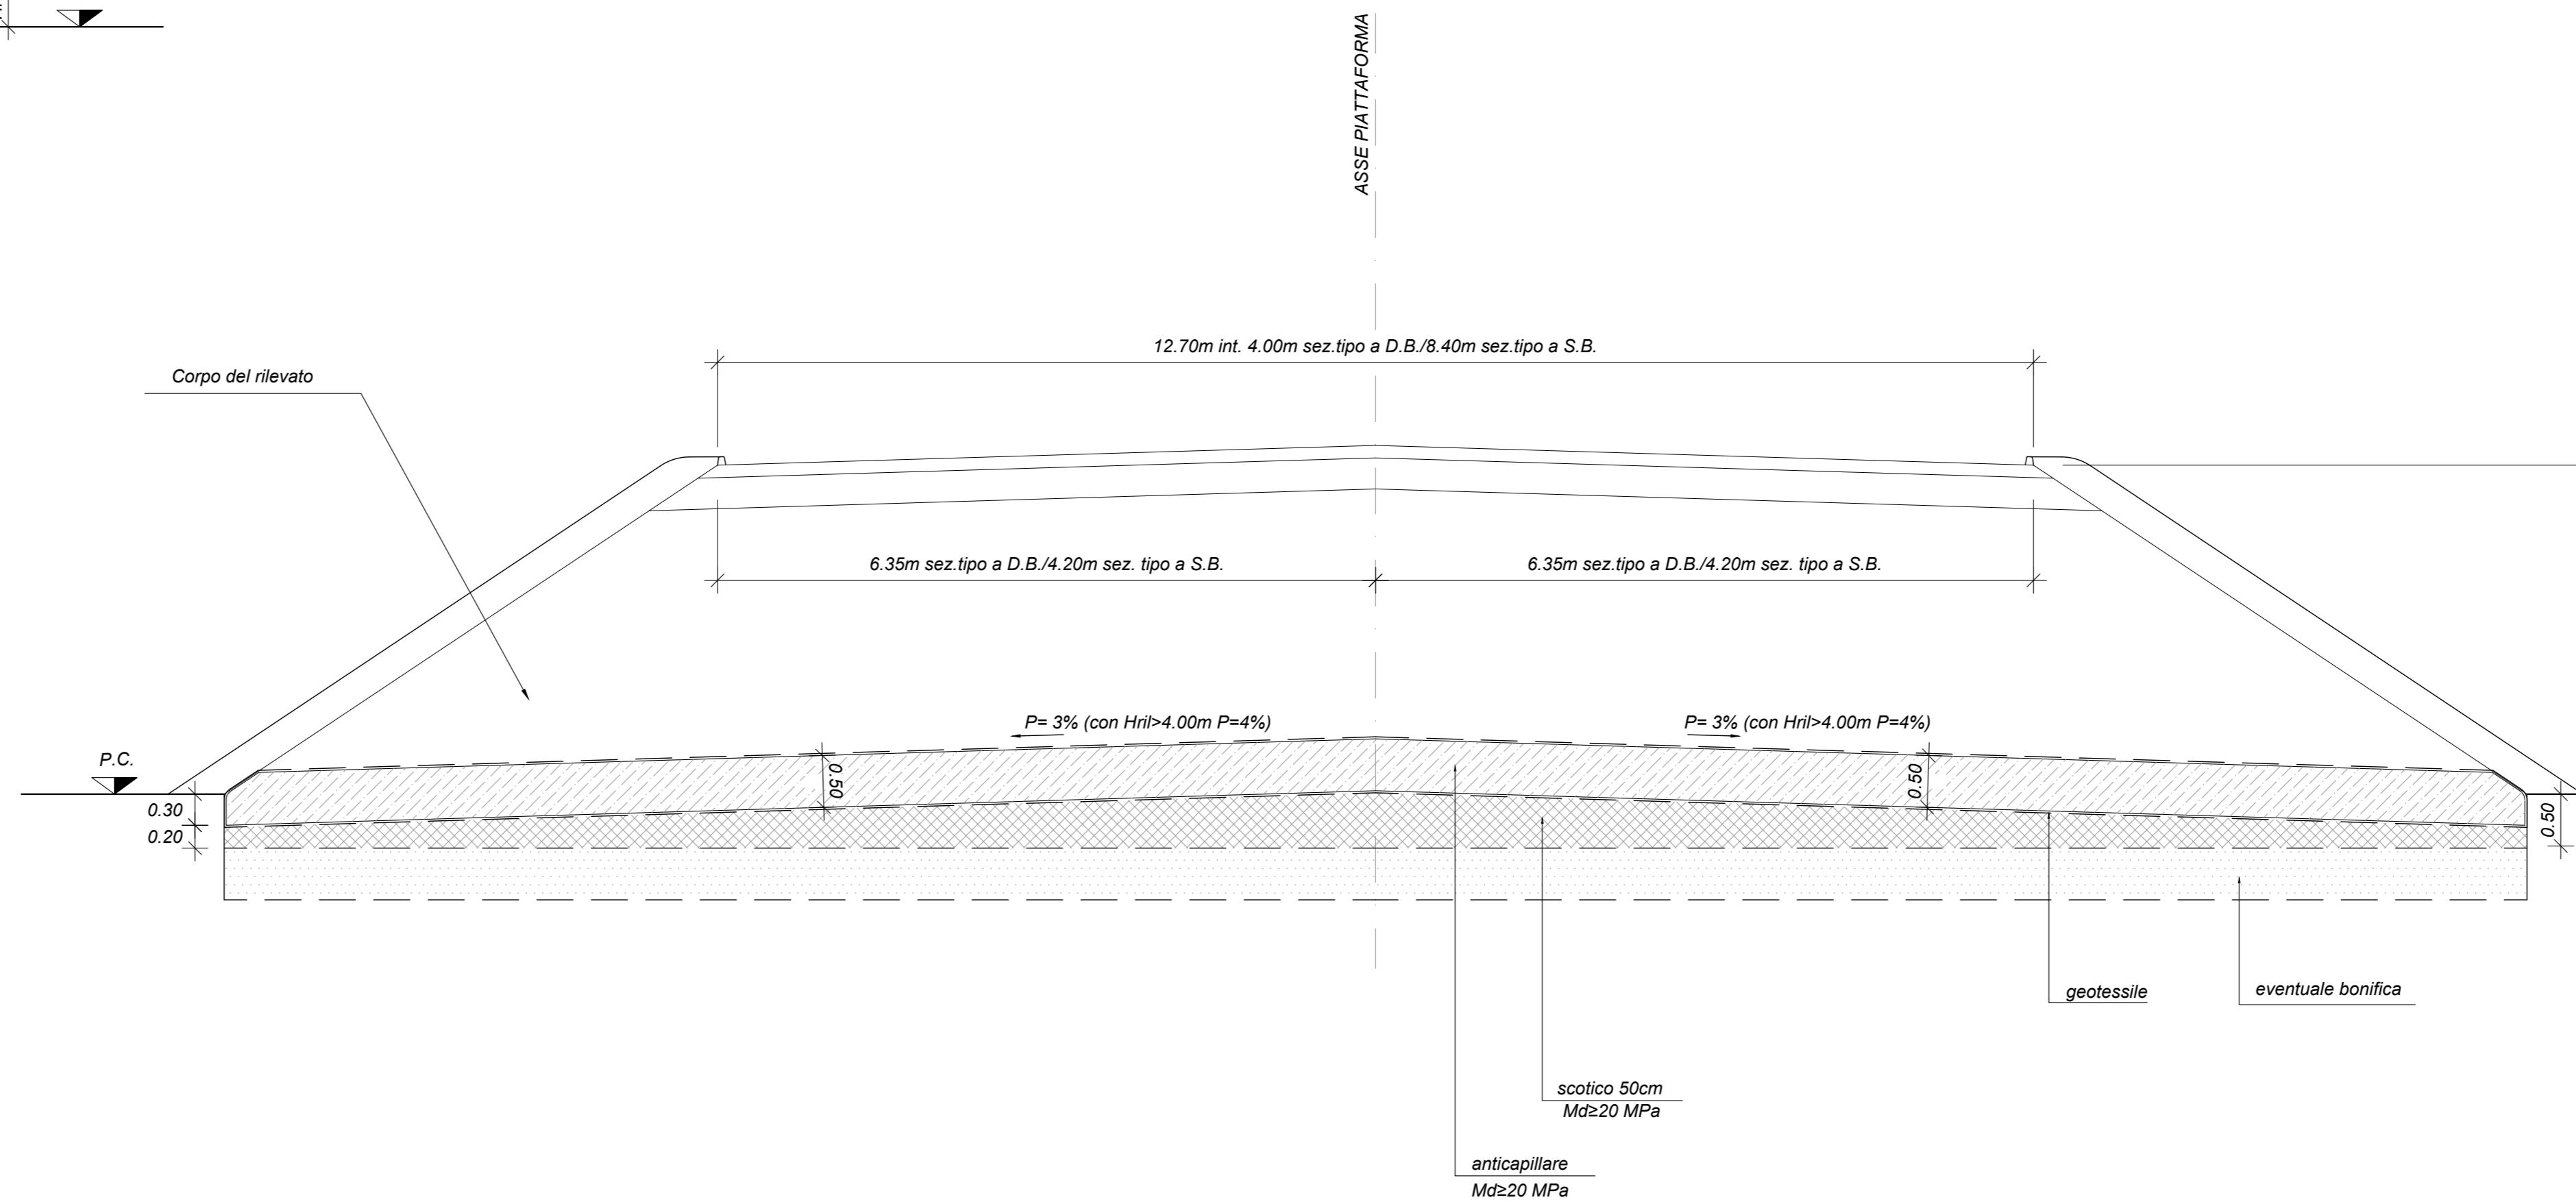 ASSE PIATTAFORMA
12.70m int. 4.00m sez.tipo a D.B./8.40m sez.tipo a S.B.
Corpo del rilevato
6.35m sez.tipo a D.B./4.20m sez. tipo a S.B.
6.35m sez.tipo a D.B./4.20m sez. tipo a S.B.
P= 3% (con Hril>4.00m P=4%)
P= 3% (con Hril>4.00m P=4%)
P.C.
0.50
0.50
0.30
0.20
0.50
geotessile
eventuale bonifica
scotico 50cm
Md≥20 MPa
anticapillare
Md≥20 MPa